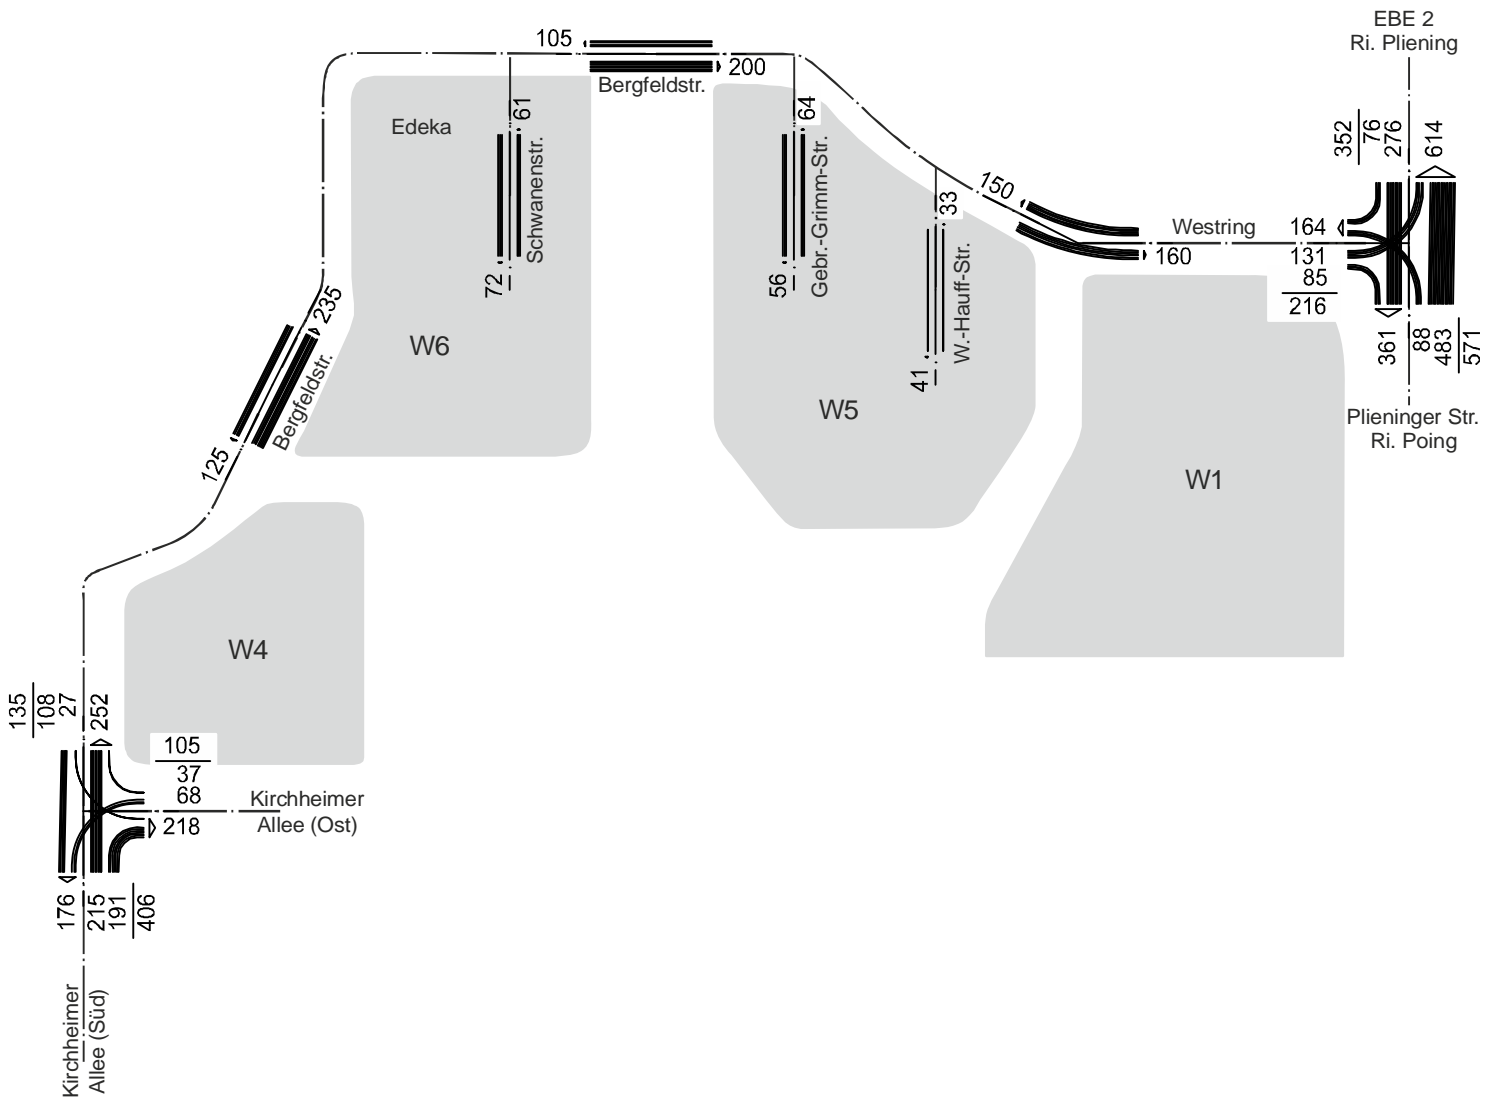 EBE 2
Ri. Pliening
105
200
Bergfeldstr.
Edeka
61
Schwanenstr.
72
64
Gebr.-Grimm-Str.
56
33
W.-Hauff-Str.
41
150
Westring
160
352
76
276
614
164
131
85
216
361
88
483
571
Plieninger Str.
Ri. Poing
235
Bergfeldstr.
125
W6
W5
W1
W4
135
108
27
252
105
37
68
218
Kirchheimer
Allee (Ost)
176
215
191
406
Kirchheimer
Allee (Süd)